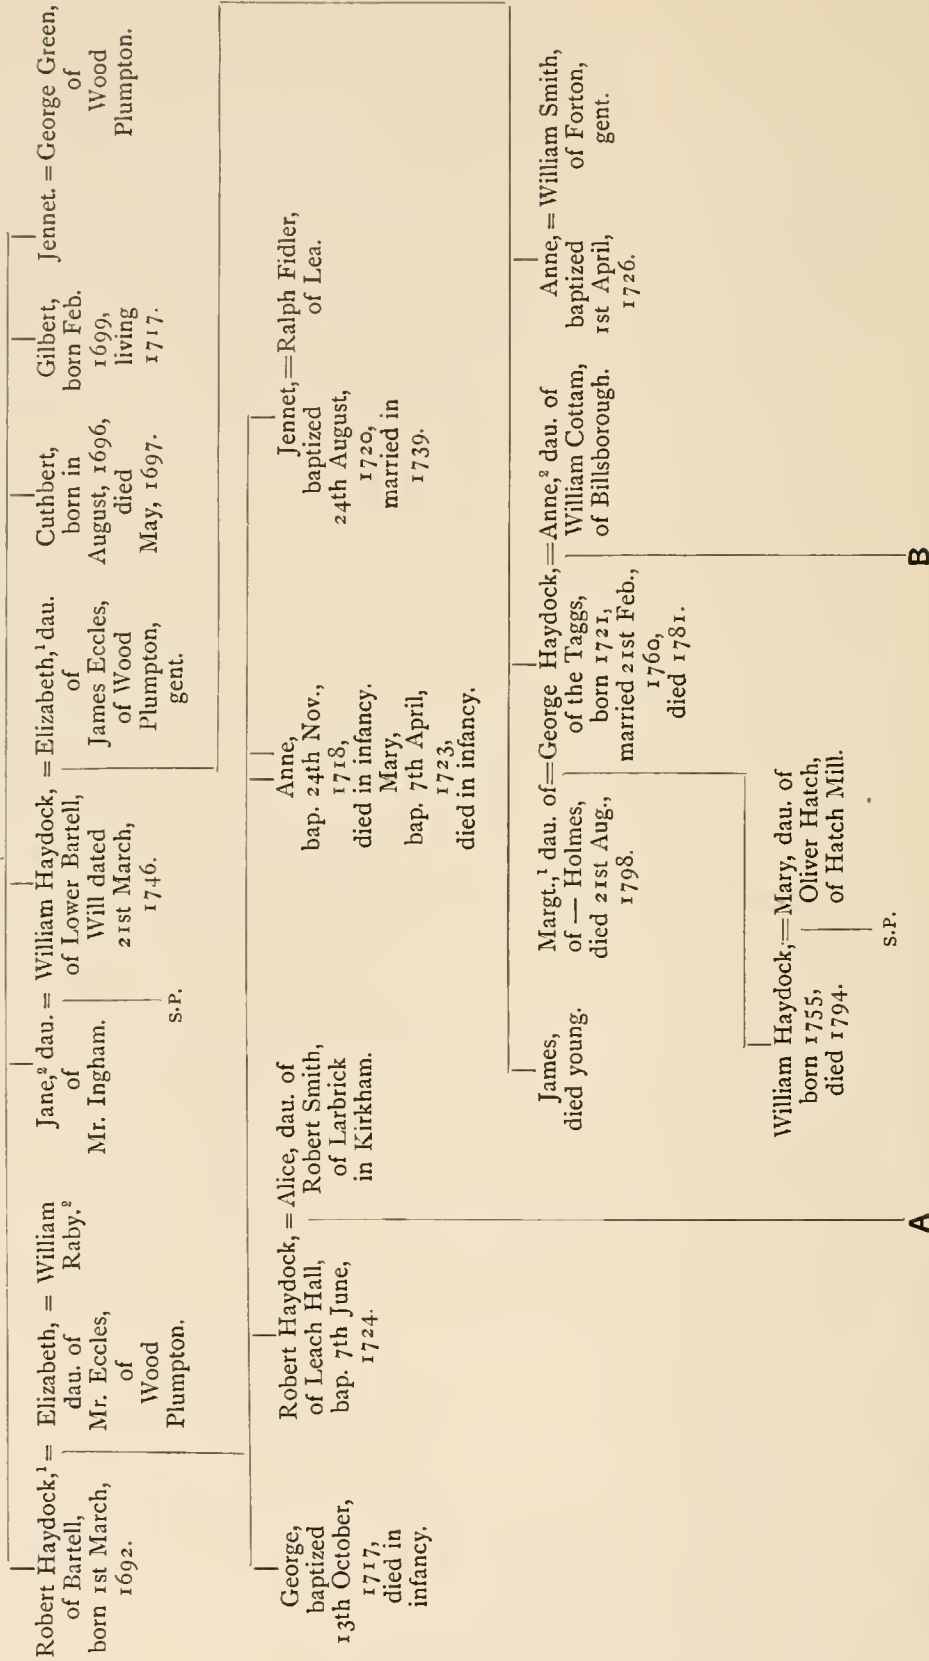 Robert Haydock,¹ =
of Bartell,
born 1st March,
1692.
Elizabeth, = William
dau. of
Mr. Eccles,
of
Wood
Plumpton.
Raby.²
Jane,² dau. =
of
Mr. Ingham.
William Haydock,
of Lower Bartell,
Will dated
21st March,
1746.
s.p.
= Elizabeth,¹ dau.
of
James Eccles,
of Wood
Plumpton,
gent.
Cuthbert,
born in
August, 1696,
died
May, 1697.
Gilbert,
born Feb.
1699,
living
1717.
Jennet. = George Green,
of
Wood
Plumpton.
George,
baptized
13th October,
1717,
died in
infancy.
Robert Haydock, = Alice, dau. of
of Leach Hall,
bap. 7th June,
1724.
Robert Smith,
of Larbrick
in Kirkham.
Anne,
bap. 24th Nov.,
1718,
died in infancy.
Mary,
bap. 7th April,
1723,
died in infancy.
Jennet,=Ralph Fidler,
baptized
24th August,
1720,
married in
1739.
of Lea.
James,
died young.
Margt.,¹ dau. of=George Haydock,=Anne,² dau. of
of — Holmes,
died 21st Aug.,
1798.
of the Taggs,
born 1721,
married 21st Feb.,
1760,
died 1781.
William Cottam,
of Billsborough.
Anne, = William Smith,
baptized
1st April,
1726.
of Forton,
gent.
William Haydock,=Mary, dau. of
born 1755,
died 1794.
Oliver Hatch,
of Hatch Mill.
s.p.
A
B